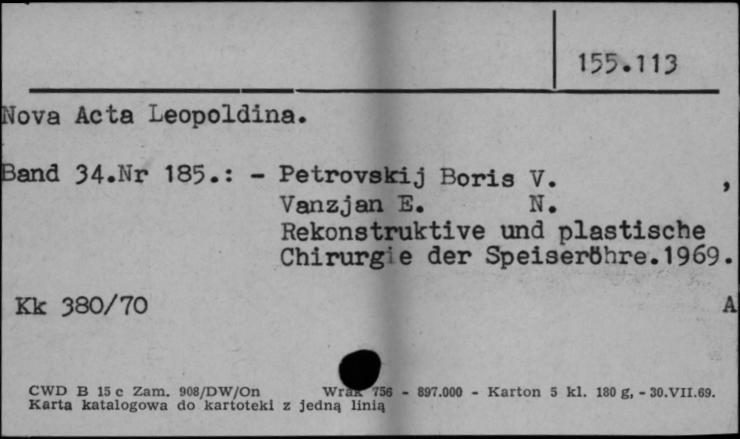 155.113
Nova Acta Leopoldina.
Band 34.Nr 185.: - Petrovskij Boris V. ,
Vanzjan E. N.
Rekonstruktive und plastische
Chirurgie der Speiseröhre.1969.
Kk 380/70 A
CWD B 15 c Zam. 908/DW/On Wrak 756 - 897.000 - Karton 5 kl. 180 g, - 30.VII.69.
Karta katalogowa do kartoteki z jedną linią